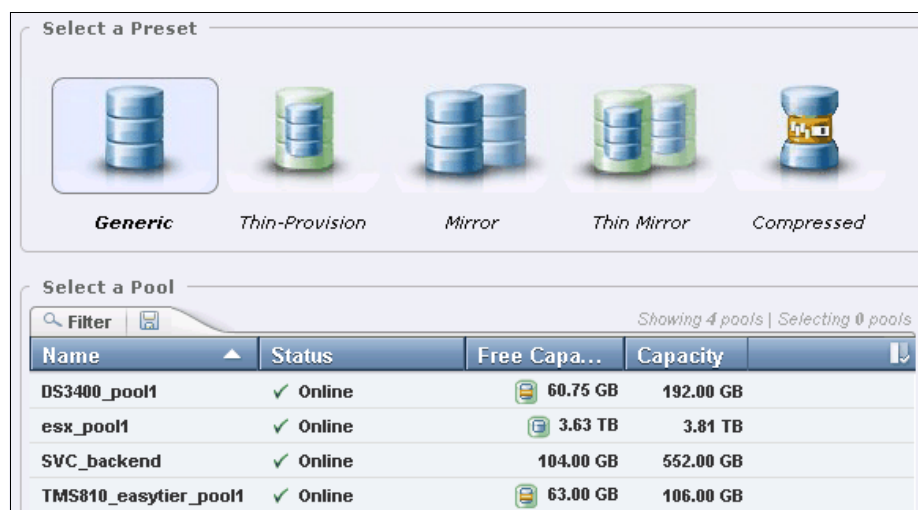 Select a Preset
Generic Thin-Provision Mirror Thin Mirror Compressed
Select a Pool
Filter Showing 4 pools | Selecting 0 pools
Name Status Free Capa... Capacity
DS3400_pool1 Online 60.75 GB 192.00 GB
esx_pool1 Online 3.63 TB 3.81 TB
SVC_backend Online 104.00 GB 552.00 GB
TMS810_easytier_pool1 Online 63.00 GB 106.00 GB